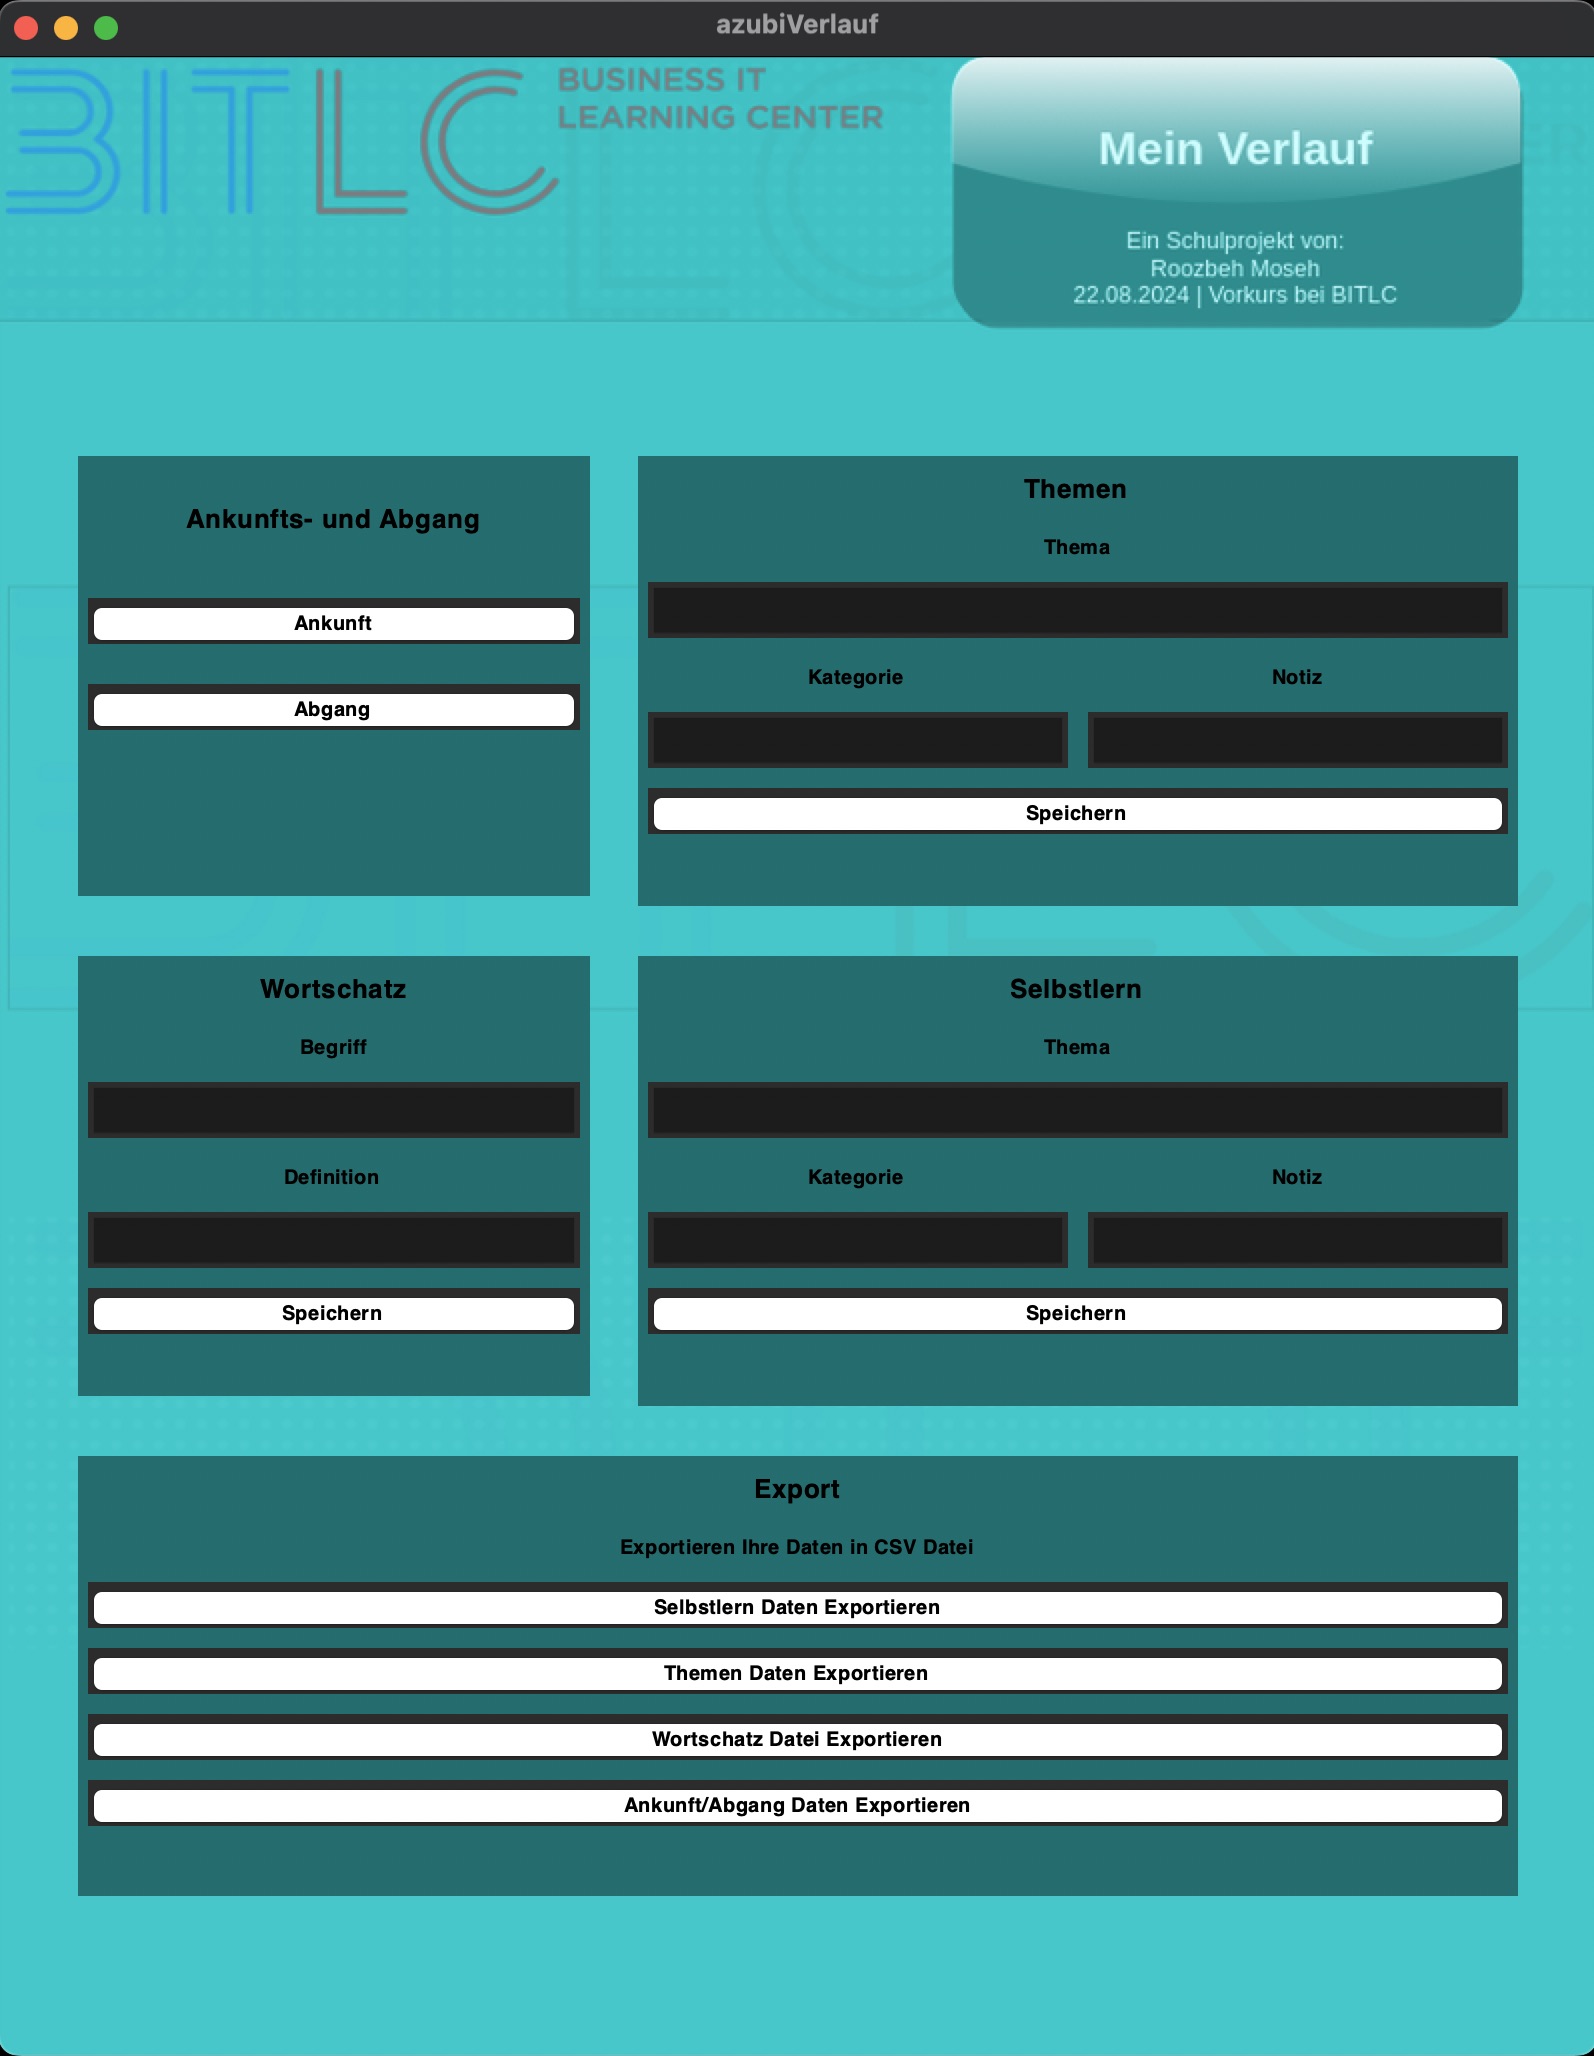 azubiVerlauf
BITLC
BUSINESS IT
LEARNING CENTER
Mein Verlauf
Ein Schulprojekt von:
Roozbeh Moseh
22.08.2024 | Vorkurs bei BITLC
Ankunfts- und Abgang
Ankunft
Abgang
Themen
Thema
Kategorie
Notiz
Speichern
Wortschatz
Begriff
Definition
Speichern
Selbstlern
Thema
Kategorie
Notiz
Speichern
Export
Exportieren Ihre Daten in CSV Datei
Selbstlern Daten Exportieren
Themen Daten Exportieren
Wortschatz Datei Exportieren
Ankunft/Abgang Daten Exportieren